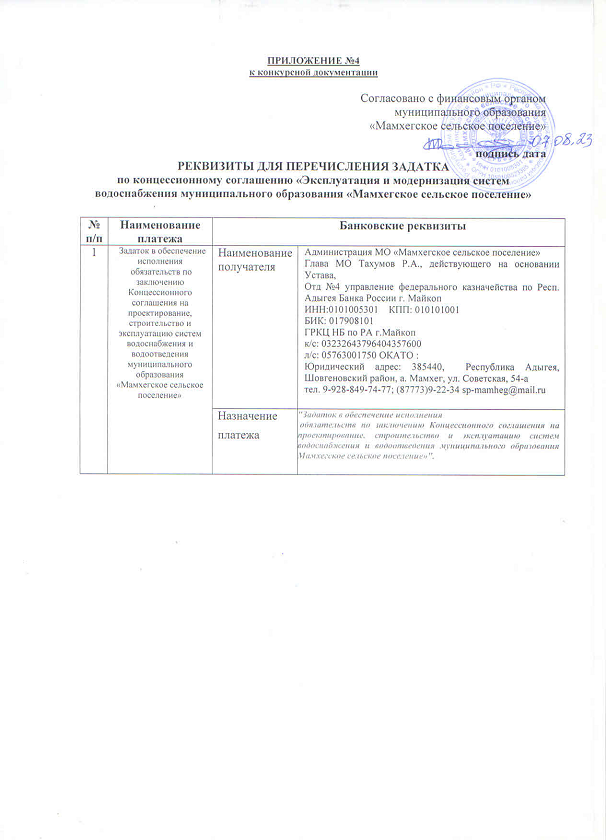 ПРИЛОЖЕНИЕ №4
к конкурсной документации
Согласовано с финансовым органом
муниципального образования
«Мамхегское сельское поселение»
07.08.23
подпись дата
РЕКВИЗИТЫ ДЛЯ ПЕРЕЧИСЛЕНИЯ ЗАДАТКА
по концессионному соглашению «Эксплуатация и модернизация систем
водоснабжения муниципального образования «Мамхегское сельское поселение»
№ п/п
Наименование платежа
Банковские реквизиты
1
Задаток в обеспечение
исполнения
обязательств по
заключению
Концессионного
соглашения на
проектирование,
строительство и
эксплуатацию систем
водоснабжения и
водоотведения
муниципального
образования
«Мамхегское сельское
поселение»
Наименование
получателя
Администрация МО «Мамхегское сельское поселение»
Глава МО Тахумов Р.А., действующего на основании
Устава,
Отд №4 управление федерального казначейства по Респ.
Адыгея Банка России г. Майкоп
ИНН:0101005301 КПП: 010101001
БИК: 017908101
ГРКЦ НБ по РА г.Майкоп
к/с: 03232643796404357600
л/с: 05763001750 ОКАТО :
Юридический адрес: 385440, Республика Адыгея,
Шовгеновский район, а. Мамхег, ул. Советская, 54-а
тел. 9-928-849-74-77; (87773)9-22-34 sp-mamheg@mail.ru
Назначение
платежа
"Задаток в обеспечение исполнения
обязательств по заключению Концессионного соглашения на
проектирование, строительство и эксплуатацию систем
водоснабжения и водоотведения муниципального образования
Мамхегское сельское поселение»".